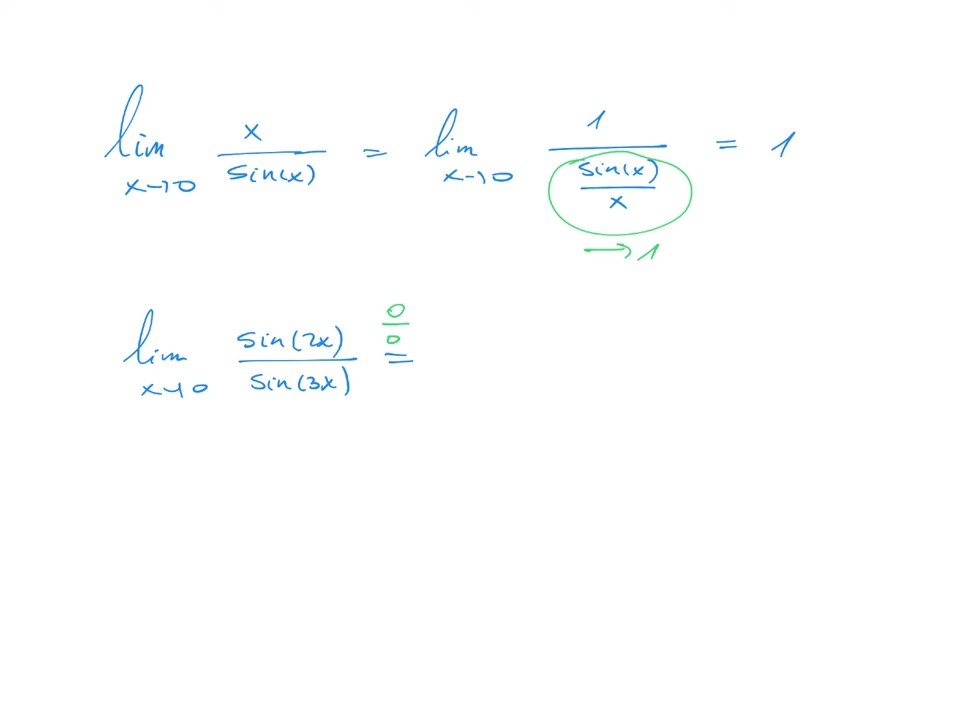 lim x→0 x/sin(x) = lim x→0 1/(sin(x)/x) = 1
→ 1
lim x→0 sin(2x)/sin(3x) 0/0 =